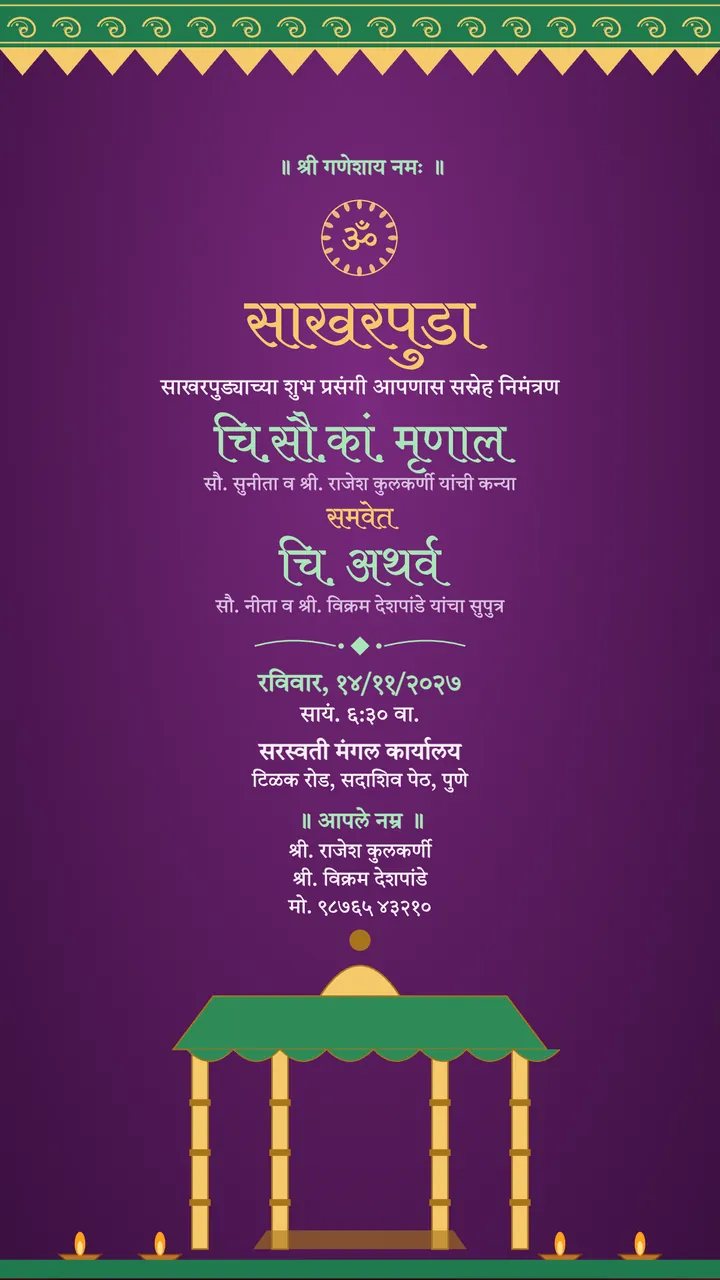 ॥ श्री गणेशाय नमः ॥
ॐ
साखरपुडा
साखरपुड्याच्या शुभ प्रसंगी आपणास सस्नेह निमंत्रण
चि.सौ.कां. मृणाल
सौ. सुनीता व श्री. राजेश कुलकर्णी यांची कन्या
समवेत
चि. अथर्व
सौ. नीता व श्री. विक्रम देशपांडे यांचा सुपुत्र
रविवार, १४/११/२०२७
सायं. ६:३० वा.
सरस्वती मंगल कार्यालय
टिळक रोड, सदाशिव पेठ, पुणे
॥ आपले नम्र ॥
श्री. राजेश कुलकर्णी
श्री. विक्रम देशपांडे
मो. ९८७६५ ४३२१०